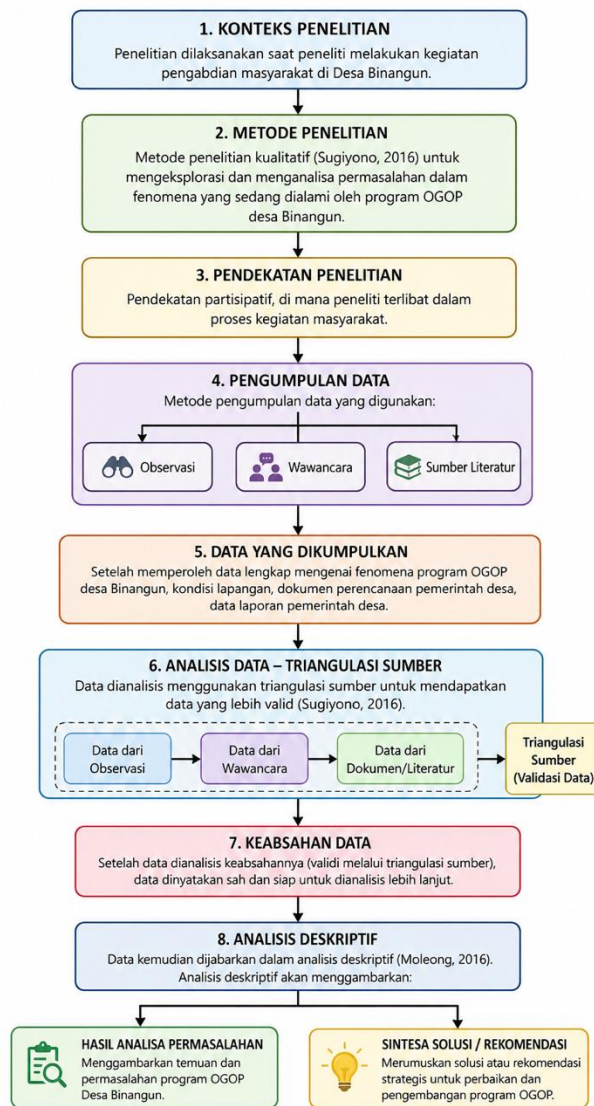 1. KONTEKS PENELITIAN
Penelitian dilaksanakan saat peneliti melakukan kegiatan
pengabdian masyarakat di Desa Binangun.
2. METODE PENELITIAN
Metode penelitian kualitatif (Sugiyono, 2016) untuk
mengeksplorasi dan menganalisa permasalahan dalam
fenomena yang sedang dialami oleh program OGOP
desa Binangun.
3. PENDEKATAN PENELITIAN
Pendekatan partisipatif, di mana peneliti terlibat dalam
proses kegiatan masyarakat.
4. PENGUMPULAN DATA
Metode pengumpulan data yang digunakan:
Observasi
Wawancara
Sumber Literatur
5. DATA YANG DIKUMPULKAN
Setelah memperoleh data lengkap mengenai fenomena program OGOP
desa Binangun, kondisi lapangan, dokumen perencanaan pemerintah desa,
data laporan pemerintah desa.
6. ANALISIS DATA – TRIANGULASI SUMBER
Data dianalisis menggunakan triangulasi sumber untuk mendapatkan
data yang lebih valid (Sugiyono, 2016).
Data dari
Observasi
Data dari
Wawancara
Data dari
Dokumen/Literatur
Triangulasi
Sumber
(Validasi Data)
7. KEABSAHAN DATA
Setelah data dianalisis keabsahannya (validi melalui triangulasi sumber),
data dinyatakan sah dan siap untuk dianalisis lebih lanjut.
8. ANALISIS DESKRIPTIF
Data kemudian dijabarkan dalam analisis deskriptif (Moleong, 2016).
Analisis deskriptif akan menggambarkan:
HASIL ANALISA PERMASALAHAN
Menggambarkan temuan dan
permasalahan program OGOP
Desa Binangun.
SINTESA SOLUSI / REKOMENDASI
Merumuskan solusi atau rekomendasi
strategis untuk perbaikan dan
pengembangan program OGOP.